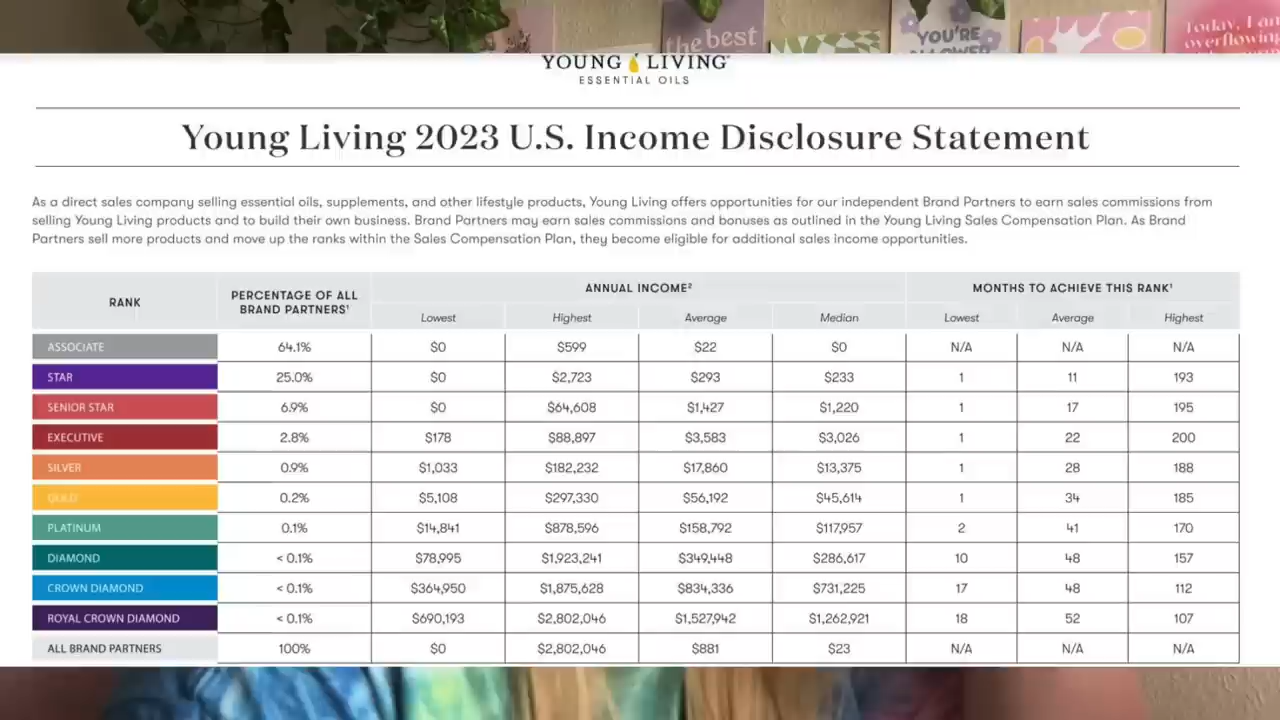 the best
YOU'RE
Today, I am
overflowing
YOUNG LIVING
ESSENTIAL OILS
Young Living 2023 U.S. Income Disclosure Statement
As a direct sales company selling essential oils, supplements, and other lifestyle products, Young Living offers opportunities for our independent Brand Partners to earn sales commissions from
selling Young Living products and to build their own business. Brand Partners may earn sales commissions and bonuses as outlined in the Young Living Sales Compensation Plan. As Brand
Partners sell more products and move up the ranks within the Sales Compensation Plan, they become eligible for additional sales income opportunities.
RANK PERCENTAGE OF ALL BRAND PARTNERS¹ ANNUAL INCOME² MONTHS TO ACHIEVE THIS RANK¹
Lowest Highest Average Median Lowest Average Highest
ASSOCIATE 64.1% $0 $599 $22 $0 N/A N/A N/A
STAR 25.0% $0 $2,723 $293 $233 1 11 193
SENIOR STAR 6.9% $0 $64,608 $1,427 $1,220 1 17 195
EXECUTIVE 2.8% $178 $88,897 $3,583 $3,026 1 22 200
SILVER 0.9% $1,033 $182,232 $17,860 $13,375 1 28 188
GOLD 0.2% $5,108 $297,330 $56,192 $45,614 1 34 185
PLATINUM 0.1% $14,841 $878,596 $158,792 $117,957 2 41 170
DIAMOND < 0.1% $78,995 $1,923,241 $349,448 $286,617 10 48 157
CROWN DIAMOND < 0.1% $364,950 $1,875,628 $834,336 $731,225 17 48 112
ROYAL CROWN DIAMOND < 0.1% $690,193 $2,802,046 $1,527,942 $1,262,921 18 52 107
ALL BRAND PARTNERS 100% $0 $2,802,046 $881 $23 N/A N/A N/A